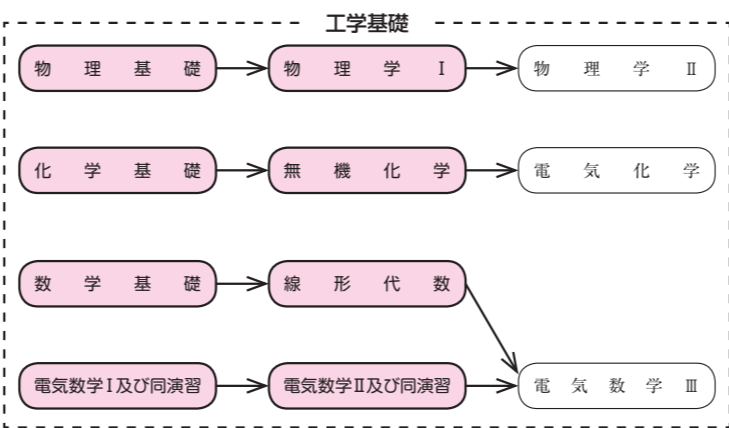 工学基礎
物理基礎
物理学Ⅰ
物理学Ⅱ
化学基礎
無機化学
電気化学
数学基礎
線形代数
電気数学Ⅰ及び同演習
電気数学Ⅱ及び同演習
電気数学Ⅲ